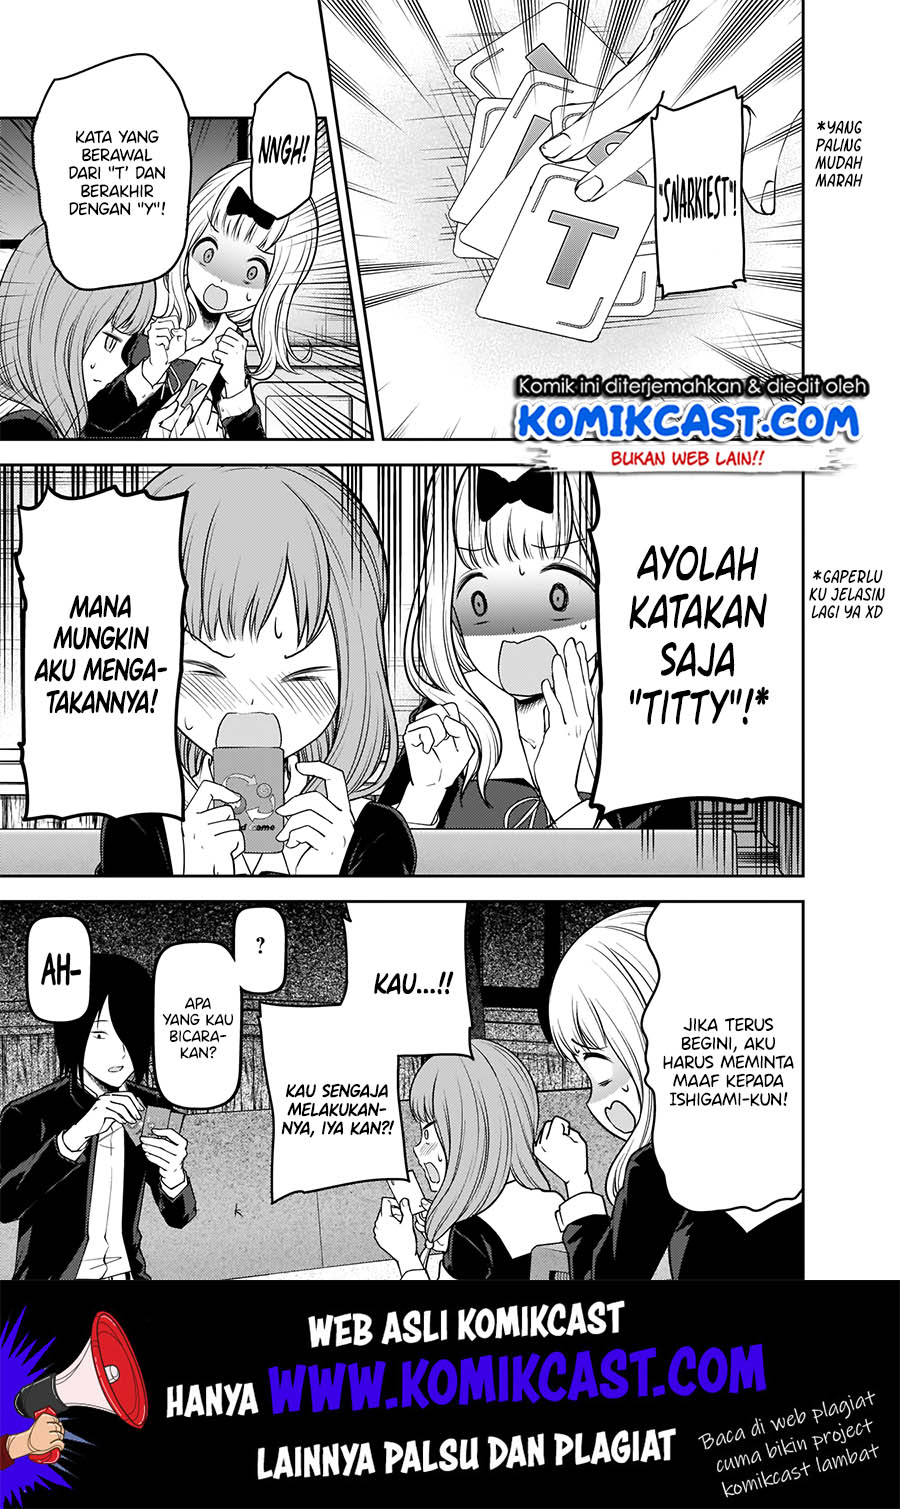 "SNARKIEST"!
*YANG
PALING
MUDAH
MARAH
NNGH!
KATA YANG
BERAWAL
DARI "T' DAN
BERAKHIR
DENGAN "Y"!
T
T
Komik ini diterjemahkan & diedit oleh
KOMIKCAST.COM
BUKAN WEB LAIN!!
AYOLAH
KATAKAN
SAJA
"TITTY"!*
*GAPERLU
KU JELASIN
LAGI YA XD
MANA
MUNGKIN
AKU MENGA-
TAKANNYA!
JIKA TERUS
BEGINI, AKU
HARUS MEMINTA
MAAF KEPADA
ISHIGAMI-KUN!
KAU...!!
KAU SENGAJA
MELAKUKAN-
NYA, IYA KAN?!
?
APA
YANG KAU
BICARA-
KAN?
AH-
WEB ASLI KOMIKCAST
HANYA WWW.KOMIKCAST.COM
LAINNYA PALSU DAN PLAGIAT
Baca di web plagiat
cuma bikin project
komikcast lambat